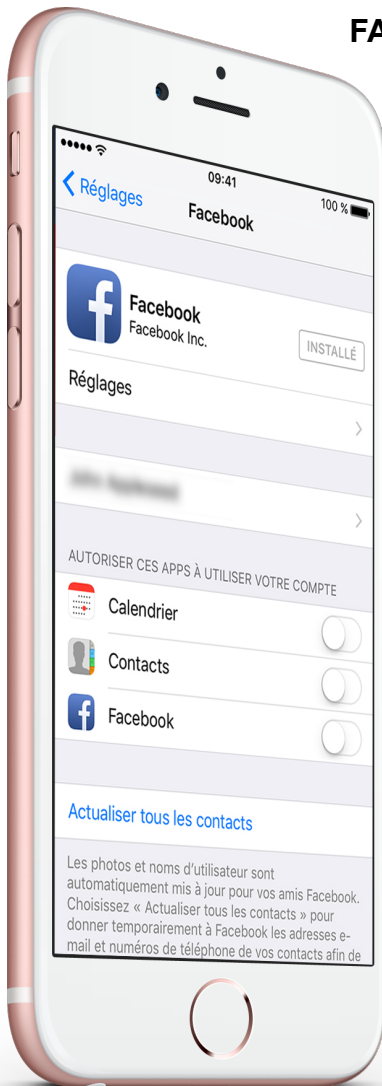 FA
09:41
100 %
Réglages
Facebook
Facebook
Facebook Inc.
INSTALLÉ
Réglages
AUTORISER CES APPS À UTILISER VOTRE COMPTE
Calendrier
Contacts
Facebook
Actualiser tous les contacts
Les photos et noms d’utilisateur sont
automatiquement mis à jour pour vos amis Facebook.
Choisissez « Actualiser tous les contacts » pour
donner temporairement à Facebook les adresses e-
mail et numéros de téléphone de vos contacts afin de